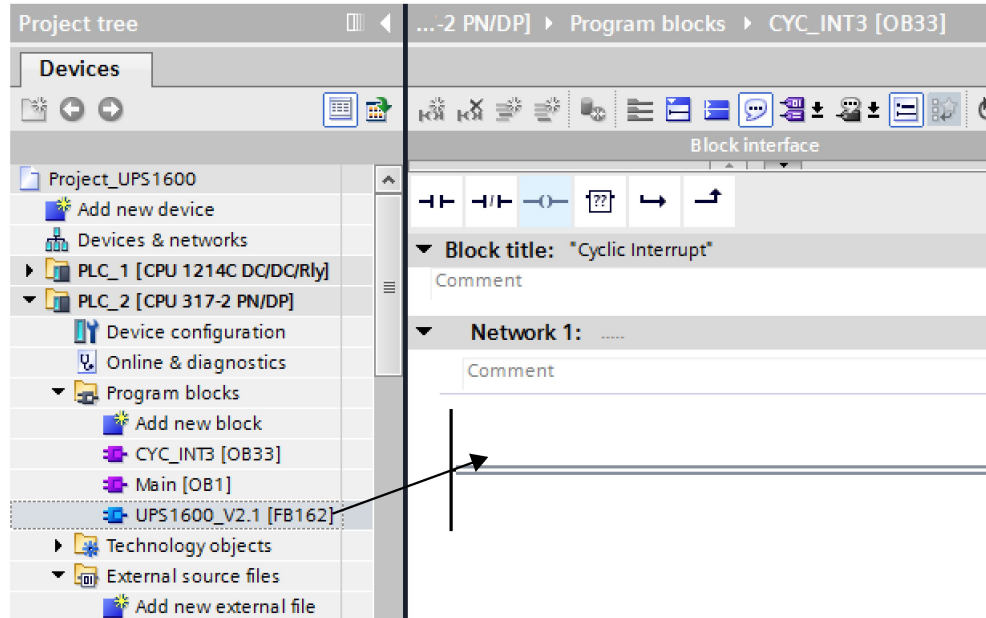 Project tree
...-2 PN/DP] Program blocks CYC_INT3 [OB33]
Devices
Block interface
Project_UPS1600
Add new device
Devices & networks
PLC_1 [CPU 1214C DC/DC/Rly]
PLC_2 [CPU 317-2 PN/DP]
Device configuration
Online & diagnostics
Program blocks
Add new block
CYC_INT3 [OB33]
Main [OB1]
UPS1600_V2.1 [FB162]
Technology objects
External source files
Add new external file
??
Block title: "Cyclic Interrupt"
Comment
Network 1: .....
Comment